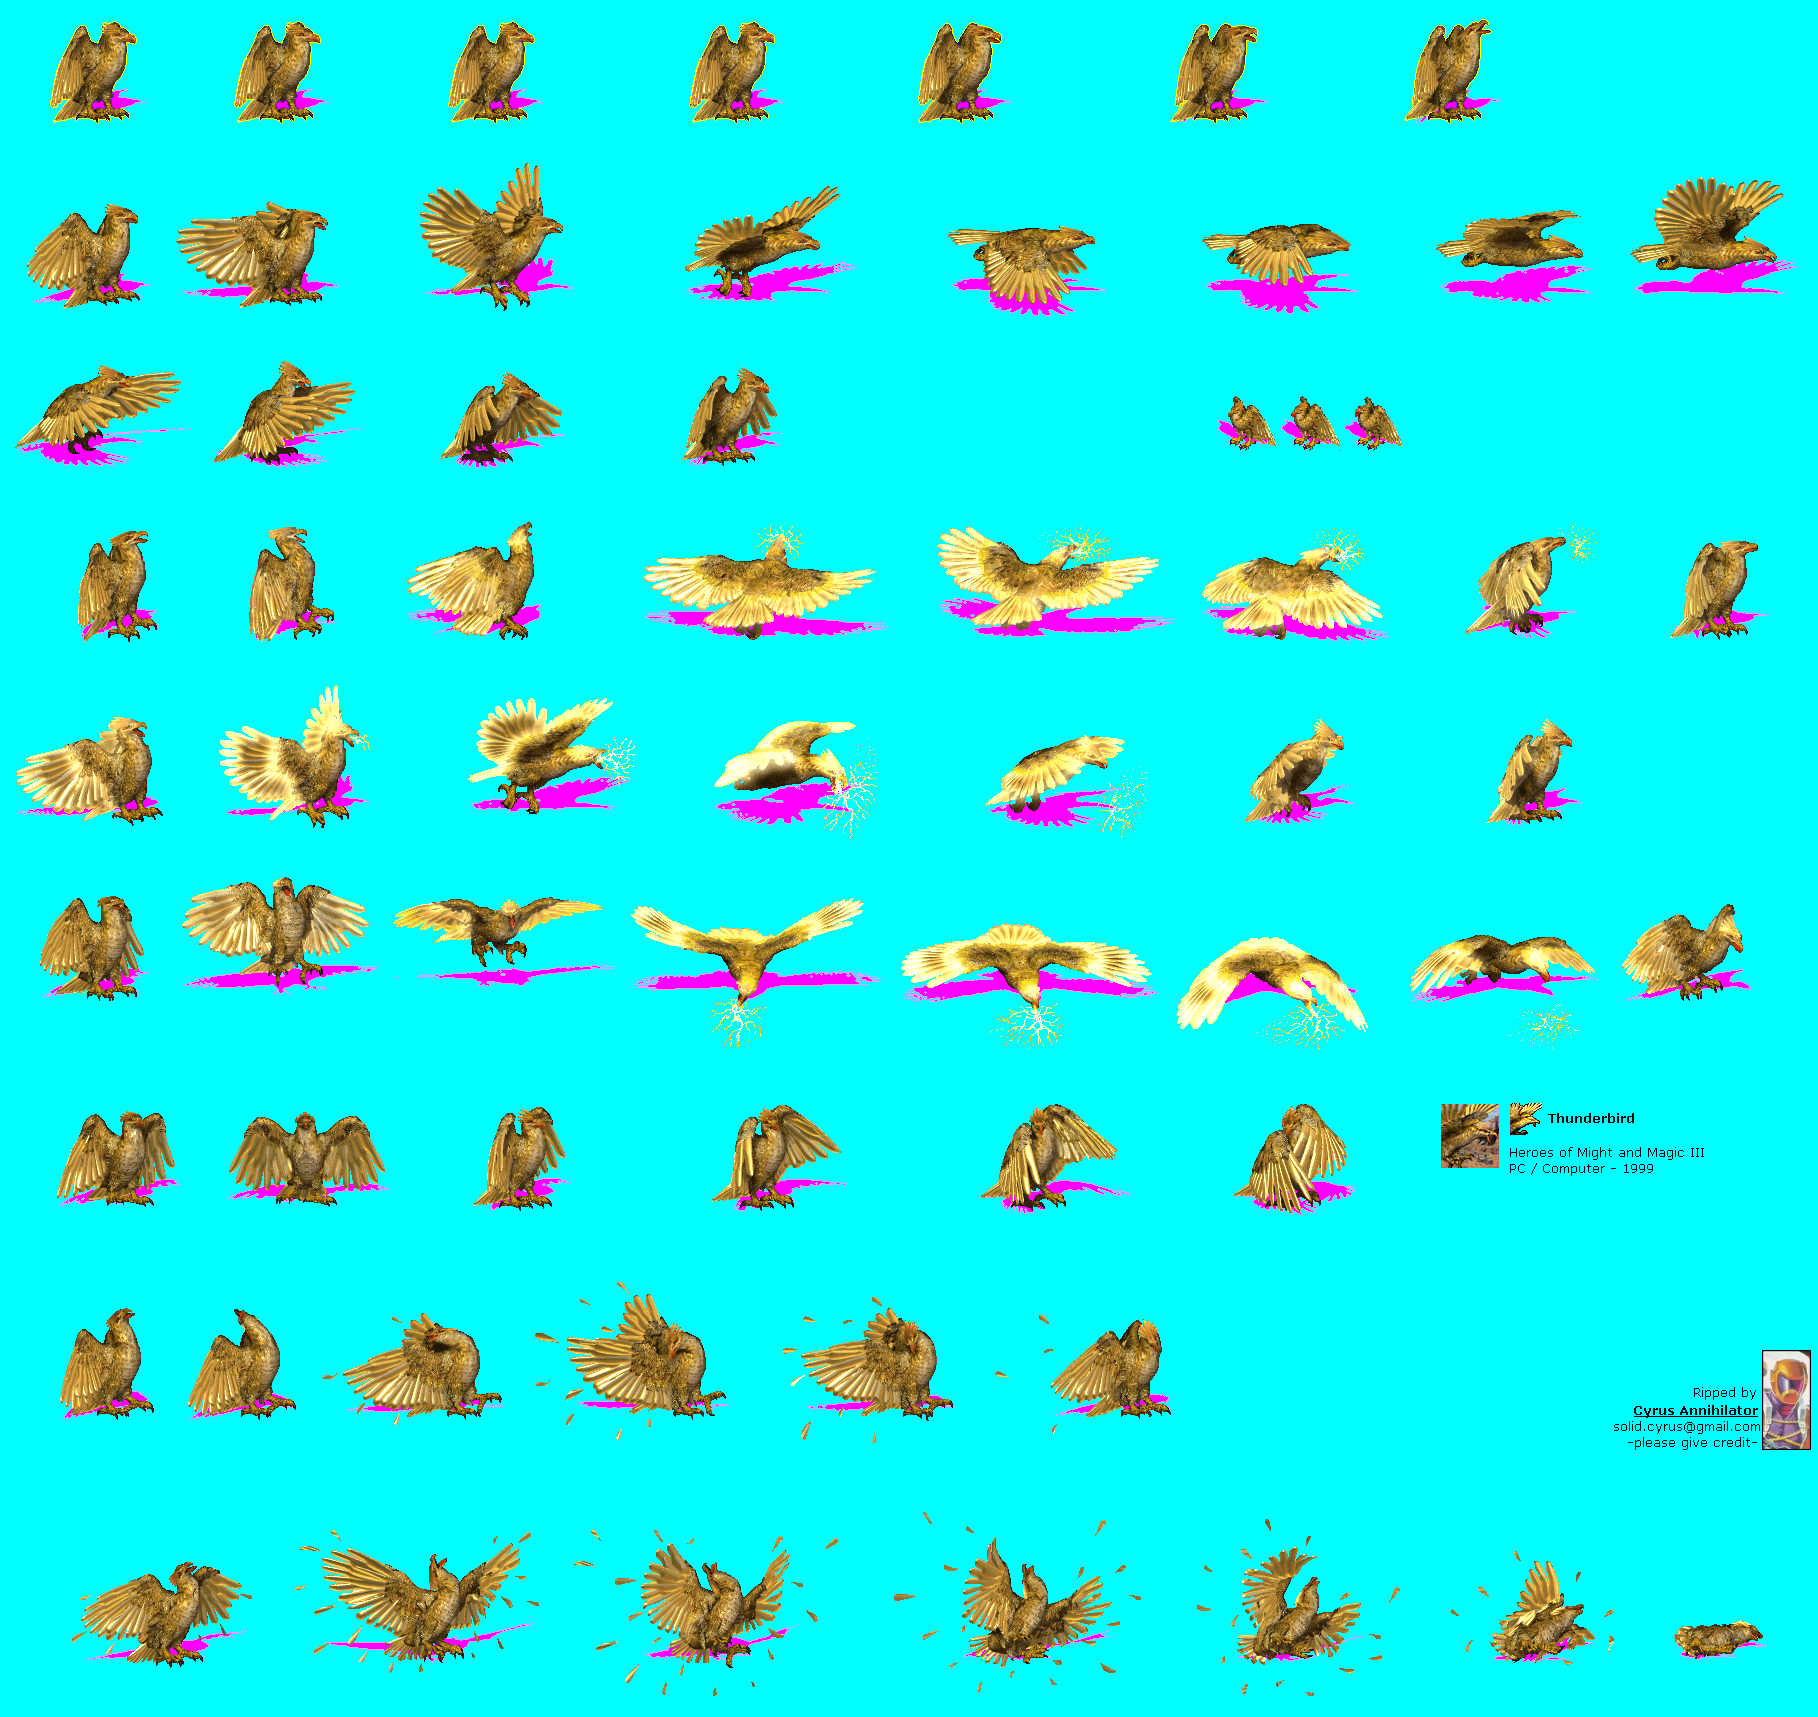 Thunderbird
Heroes of Might and Magic III
PC / Computer - 1999
Ripped by
Cyrus Annihilator
solid.cyrus@gmail.com
-please give credit-